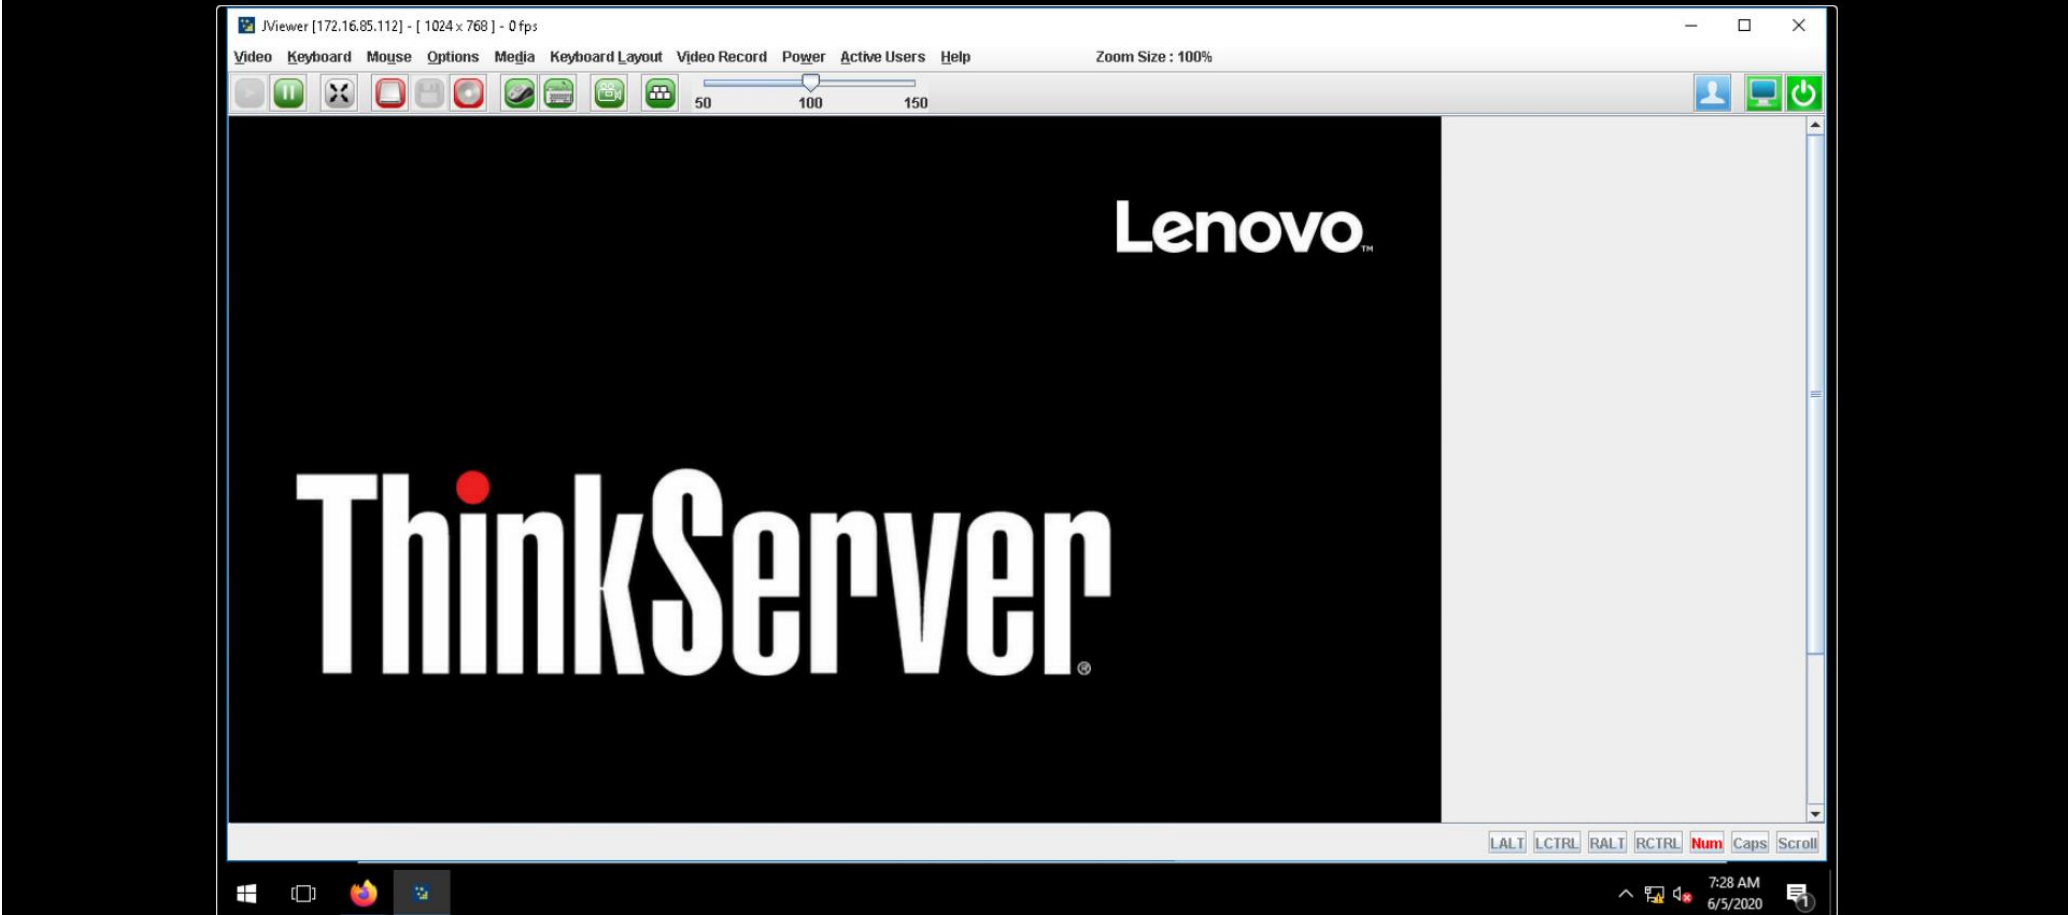 JViewer [172.16.85.112] - [ 1024 x 768 ] - 0 fps
Video Keyboard Mouse Options Media Keyboard Layout Video Record Power Active Users Help Zoom Size : 100%
50 100 150
Lenovo™
ThinkServer®
LALT LCTRL RALT RCTRL Num Caps Scroll
7:28 AM
6/5/2020
1